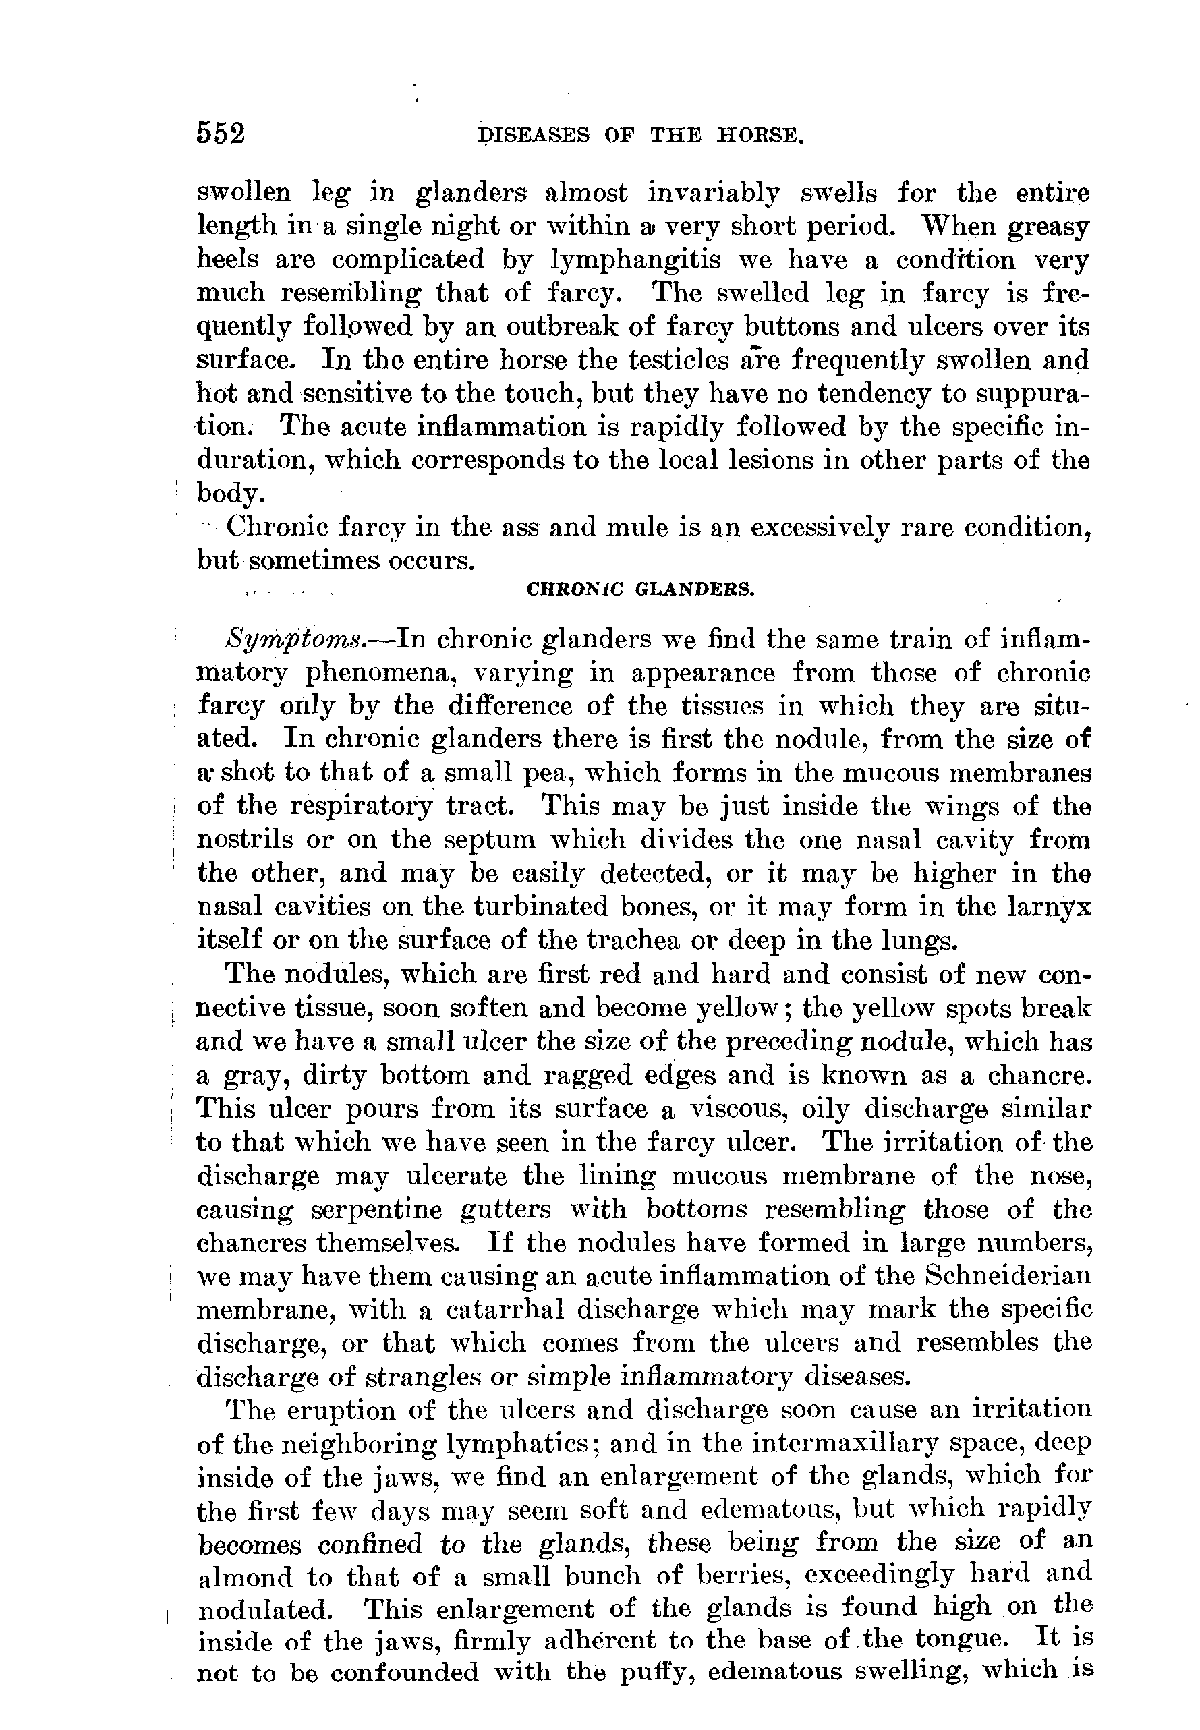 552 DISEASES OF THE HORSE.
swollen leg in glanders almost invariably swells for the entire
length in a single night or within a very short period. When greasy
heels are complicated by lymphangitis we have a condition very
much resembling that of farcy. The swelled leg in farcy is fre-
quently followed by an outbreak of farcy buttons and ulcers over its
surface. In the entire horse the testicles are frequently swollen and
hot and sensitive to the touch, but they have no tendency to suppura-
tion. The acute inflammation is rapidly followed by the specific in-
duration, which corresponds to the local lesions in other parts of the
body.
Chronic farcy in the ass and mule is an excessively rare condition,
but sometimes occurs.
CHRONIC GLANDERS.
Symptoms.—In chronic glanders we find the same train of inflam-
matory phenomena, varying in appearance from those of chronic
farcy only by the difference of the tissues in which they are situ-
ated. In chronic glanders there is first the nodule, from the size of
a shot to that of a small pea, which forms in the mucous membranes
of the respiratory tract. This may be just inside the wings of the
nostrils or on the septum which divides the one nasal cavity from
the other, and may be easily detected, or it may be higher in the
nasal cavities on the turbinated bones, or it may form in the larnyx
itself or on the surface of the trachea or deep in the lungs.
The nodules, which are first red and hard and consist of new con-
nective tissue, soon soften and become yellow; the yellow spots break
and we have a small ulcer the size of the preceding nodule, which has
a gray, dirty bottom and ragged edges and is known as a chancre.
This ulcer pours from its surface a viscous, oily discharge similar
to that which we have seen in the farcy ulcer. The irritation of the
discharge may ulcerate the lining mucous membrane of the nose,
causing serpentine gutters with bottoms resembling those of the
chancres themselves. If the nodules have formed in large numbers,
we may have them causing an acute inflammation of the Schneiderian
membrane, with a catarrhal discharge which may mark the specific
discharge, or that which comes from the ulcers and resembles the
discharge of strangles or simple inflammatory diseases.
The eruption of the ulcers and discharge soon cause an irritation
of the neighboring lymphatics; and in the intermaxillary space, deep
inside of the jaws, we find an enlargement of the glands, which for
the first few days may seem soft and edematous, but which rapidly
becomes confined to the glands, these being from the size of an
almond to that of a small bunch of berries, exceedingly hard and
nodulated. This enlargement of the glands is found high on the
inside of the jaws, firmly adherent to the base of the tongue. It is
not to be confounded with the puffy, edematous swelling, which is